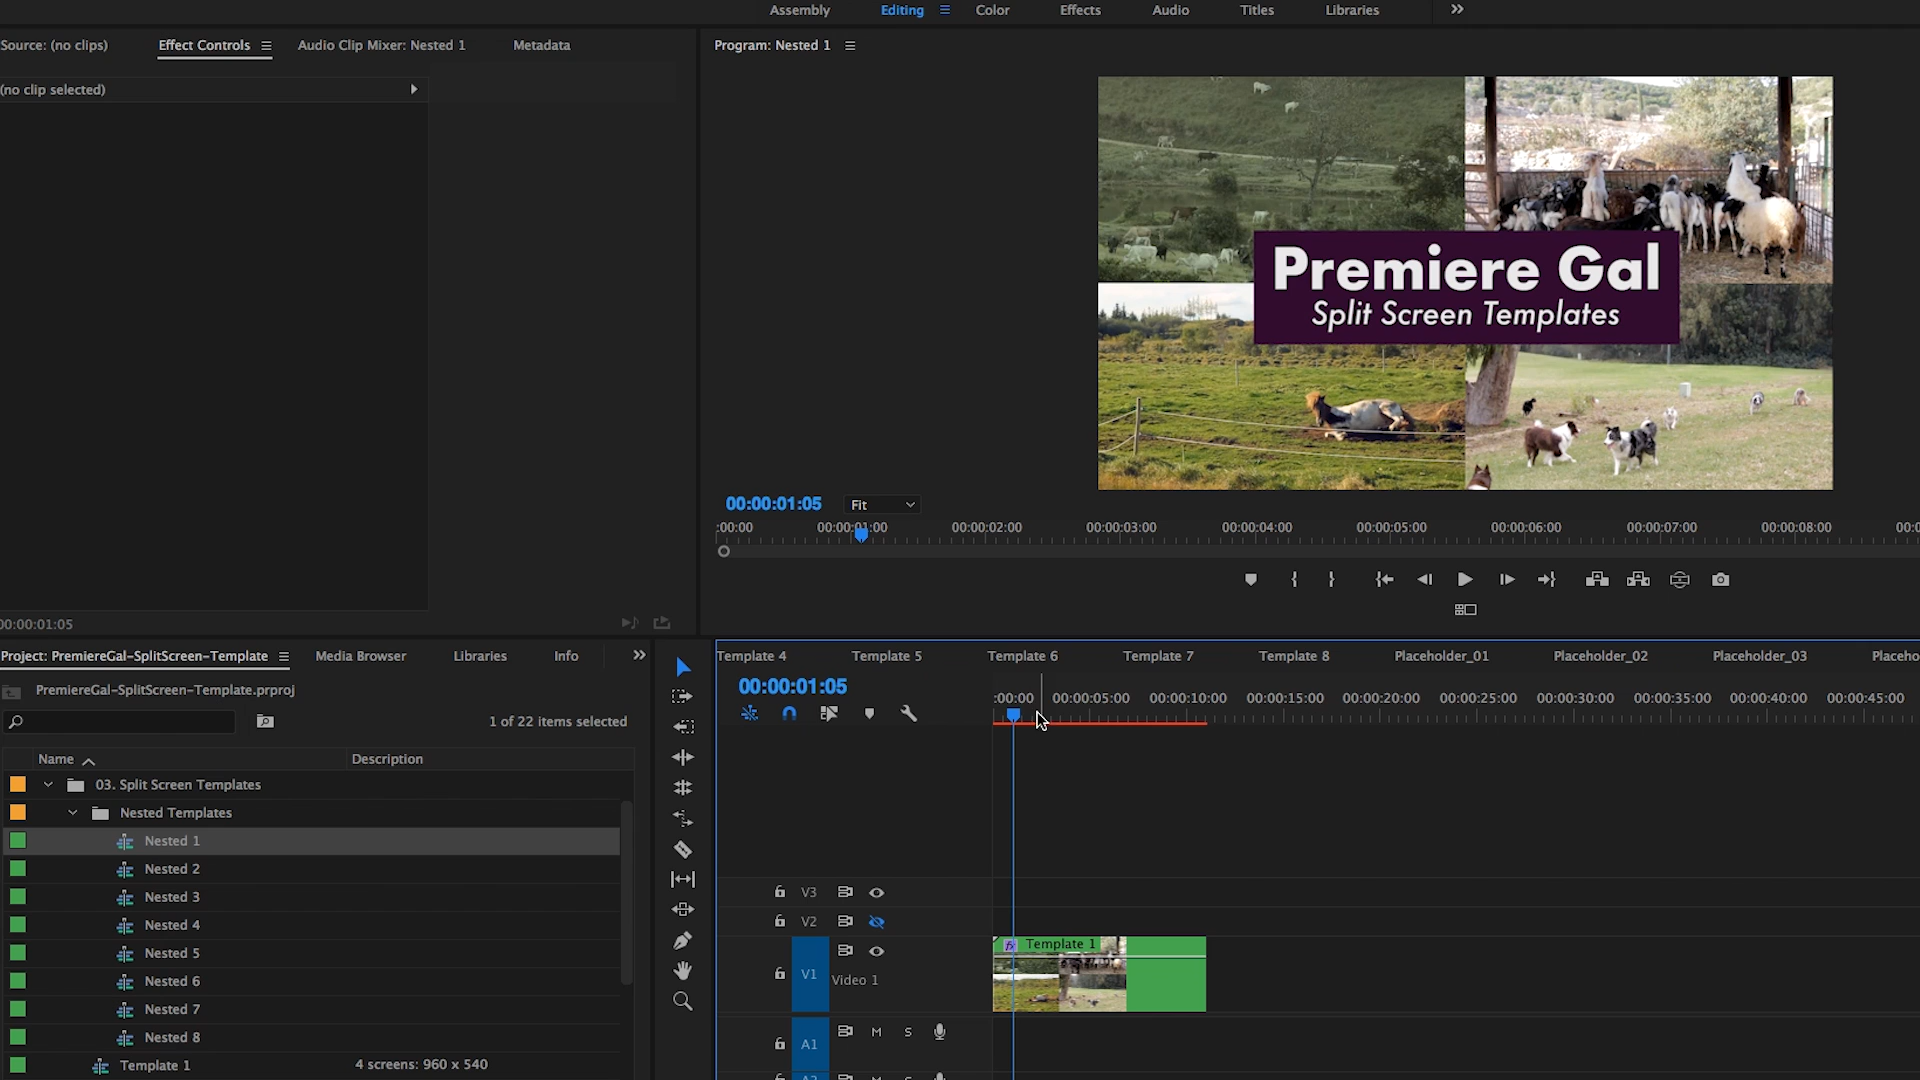 Assembly Editing Color Effects Audio Titles Libraries
Source: (no clips) Effect Controls Audio Clip Mixer: Nested 1 Metadata
Program: Nested 1
(no clip selected)
Premiere Gal
Split Screen Templates
00:00:01:05 Fit
:00:00 00:00:01:00 00:00:02:00 00:00:03:00 00:00:04:00 00:00:05:00 00:00:06:00 00:00:07:00 00:00:08:00 00:0
00:00:01:05
Project: PremiereGal-SplitScreen-Template Media Browser Libraries Info
PremiereGal-SplitScreen-Template.prproj
1 of 22 items selected
Name Description
03. Split Screen Templates
Nested Templates
Nested 1
Nested 2
Nested 3
Nested 4
Nested 5
Nested 6
Nested 7
Nested 8
Template 1 4 screens: 960 x 540
Template 4 Template 5 Template 6 Template 7 Template 8 Placeholder_01 Placeholder_02 Placeholder_03 Placeho
00:00:01:05
:00:00 00:00:05:00 00:00:10:00 00:00:15:00 00:00:20:00 00:00:25:00 00:00:30:00 00:00:35:00 00:00:40:00 00:00:45:00
V3
V2
fx Template 1
V1 Video 1
A1 M S